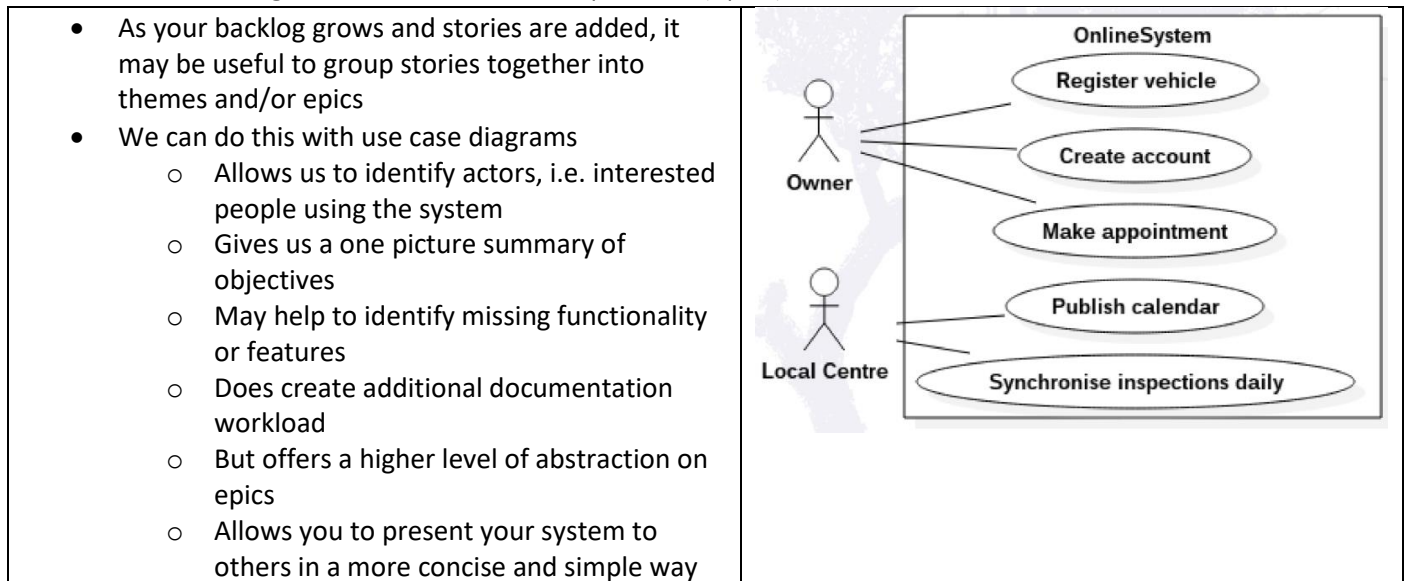 • As your backlog grows and stories are added, it
may be useful to group stories together into
themes and/or epics
• We can do this with use case diagrams
o Allows us to identify actors, i.e. interested
people using the system
o Gives us a one picture summary of
objectives
o May help to identify missing functionality
or features
o Does create additional documentation
workload
o But offers a higher level of abstraction on
epics
o Allows you to present your system to
others in a more concise and simple way
OnlineSystem
Register vehicle
Create account
Owner
Make appointment
Publish calendar
Local Centre
Synchronise inspections daily